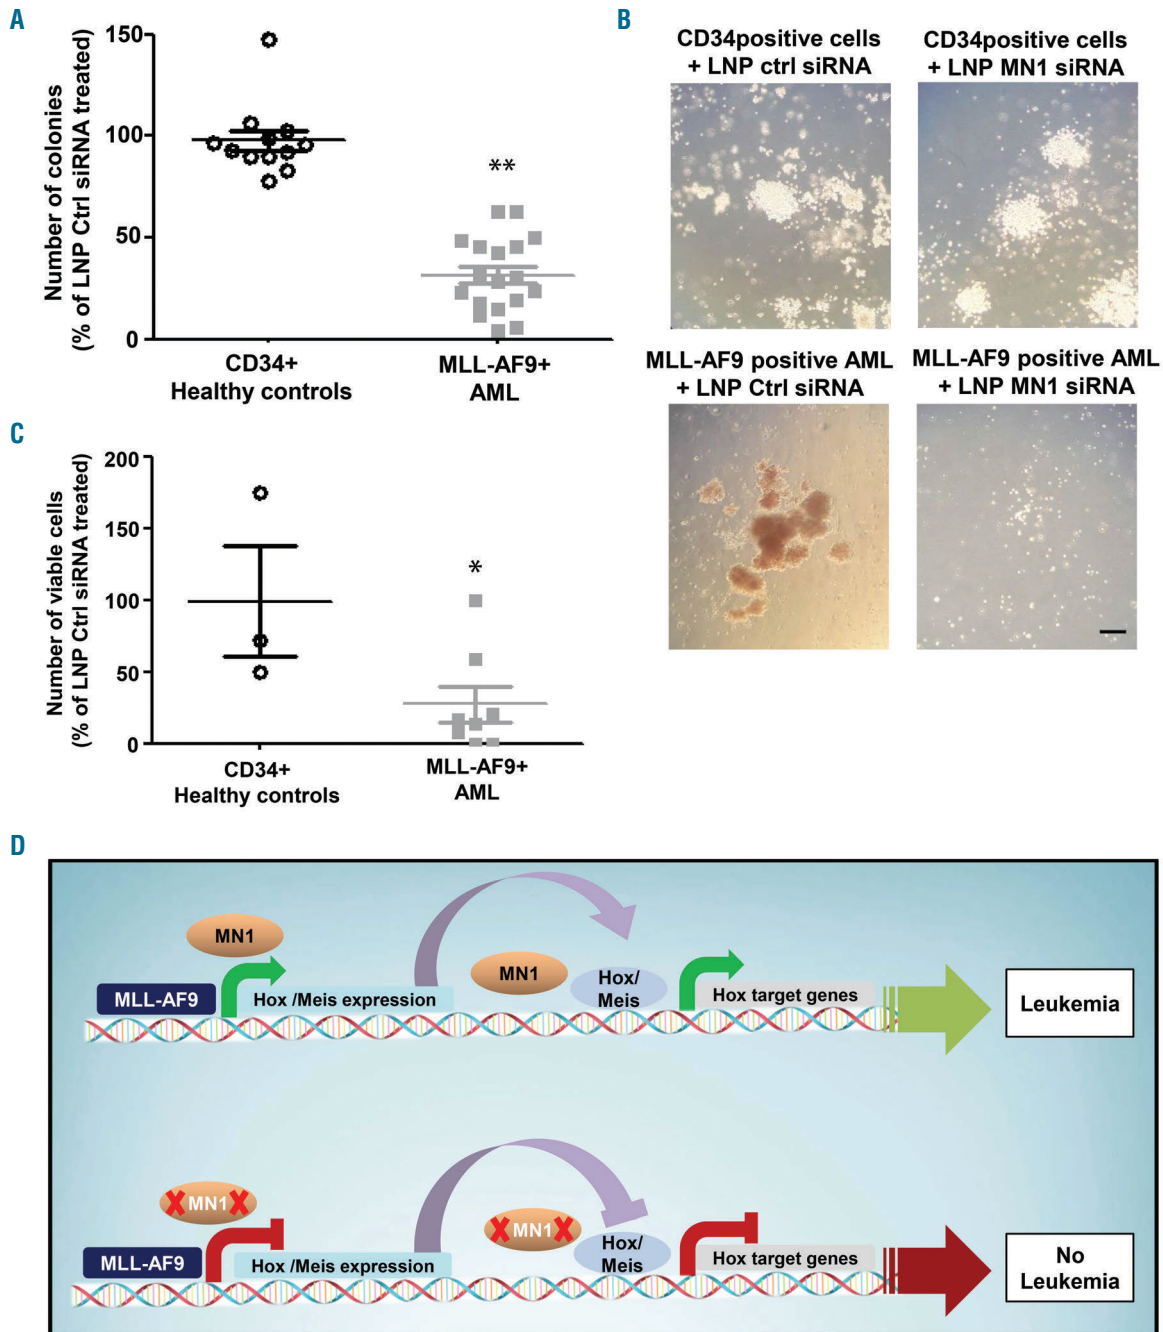 A
Number of colonies
(% of LNP Ctrl siRNA treated)
150
100
50
0
**
CD34+
Healthy controls
MLL-AF9+
AML
B
CD34positive cells
+ LNP ctrl siRNA
CD34positive cells
+ LNP MN1 siRNA
MLL-AF9 positive AML
+ LNP Ctrl siRNA
MLL-AF9 positive AML
+ LNP MN1 siRNA
C
Number of viable cells
(% of LNP Ctrl siRNA treated)
200
150
100
50
0
*
CD34+
Healthy controls
MLL-AF9+
AML
D
MN1
MLL-AF9
Hox /Meis expression
MN1
Hox/
Meis
Hox target genes
Leukemia
MN1
MLL-AF9
Hox /Meis expression
MN1
Hox/
Meis
Hox target genes
No
Leukemia